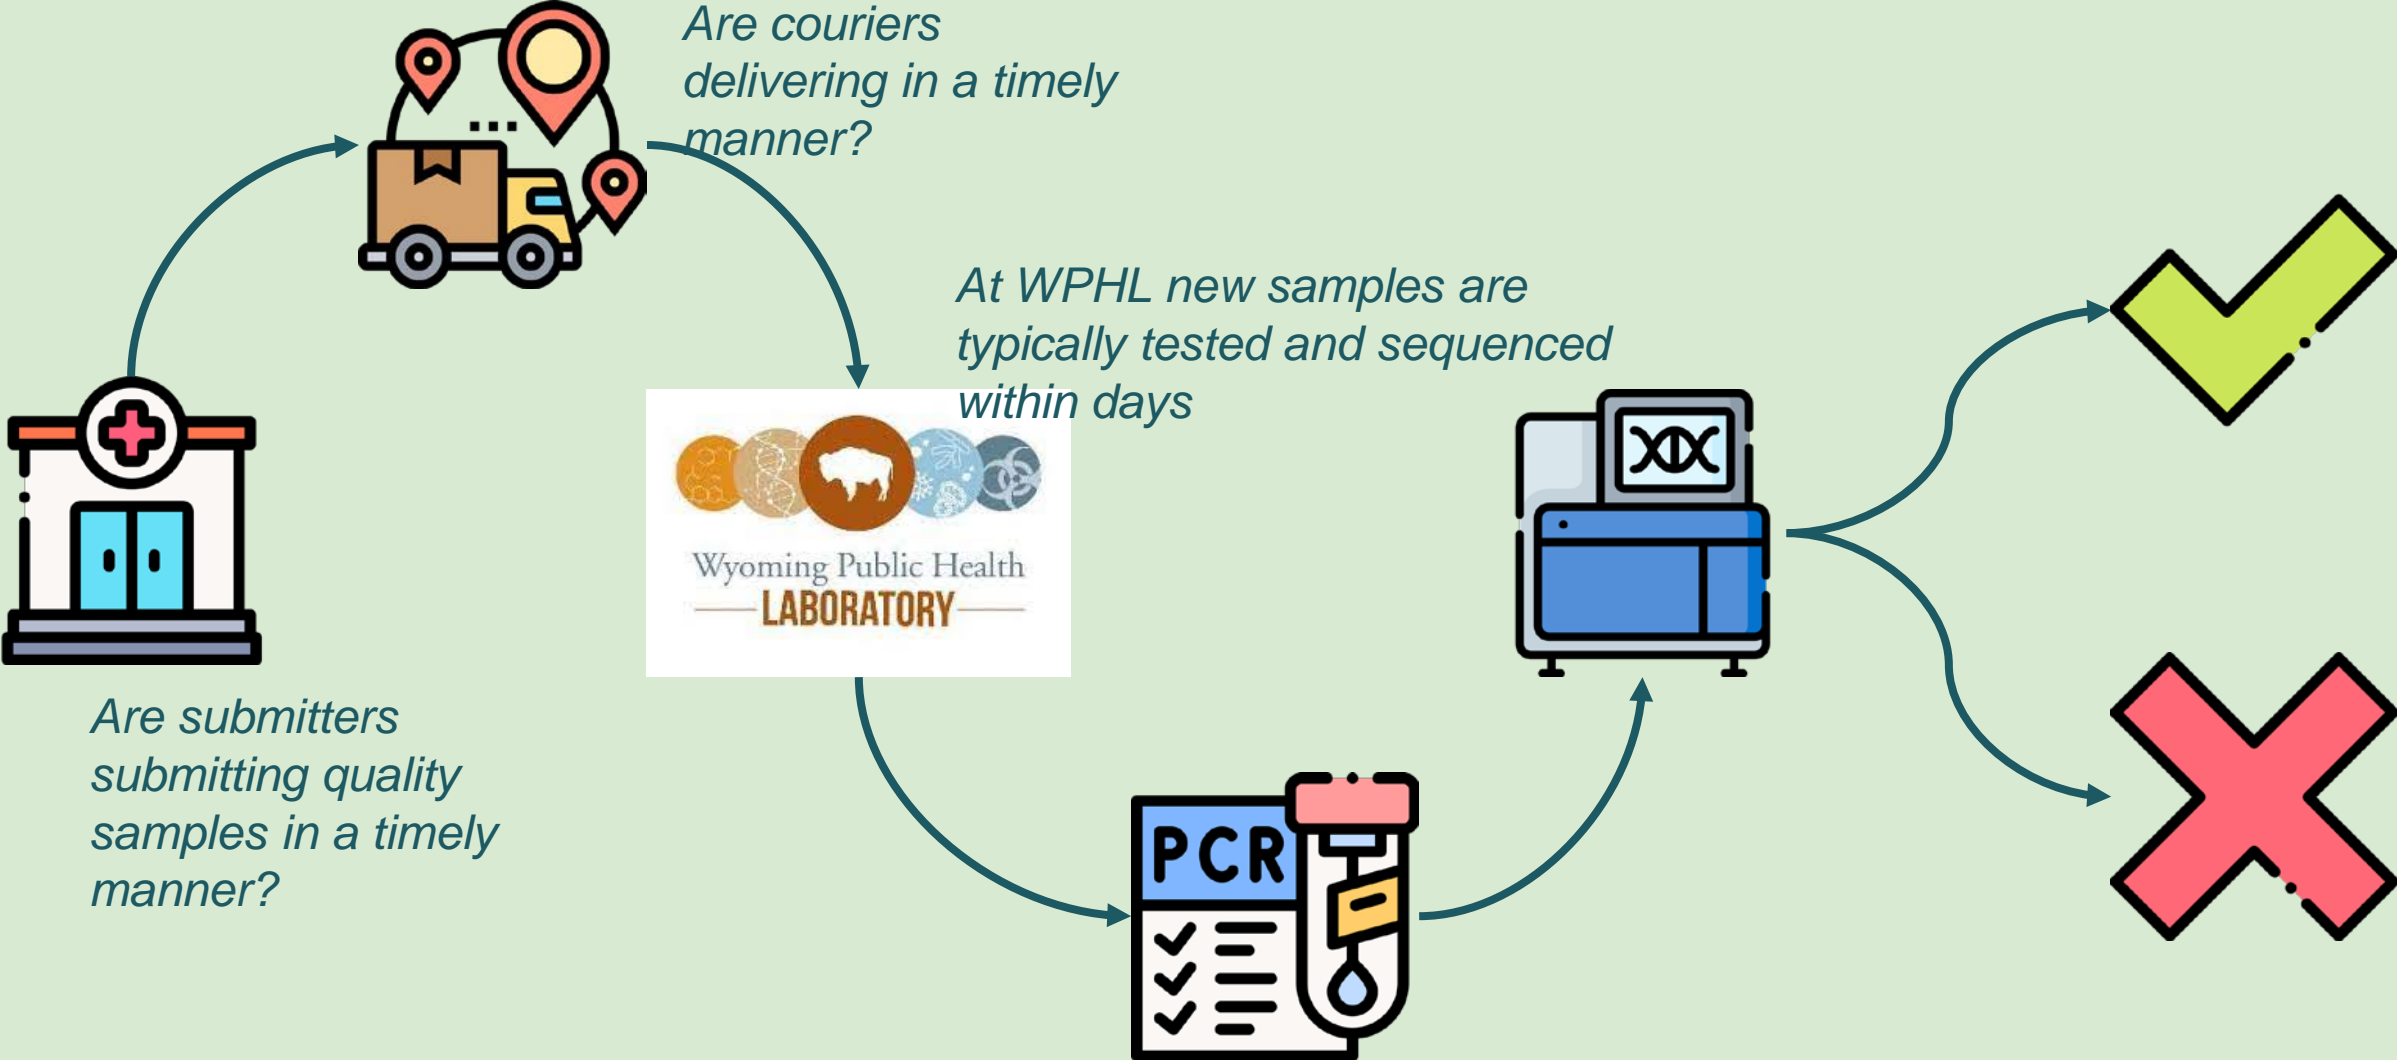 Are couriers
delivering in a timely
manner?
At WPHL new samples are
typically tested and sequenced
within days
Wyoming Public Health
LABORATORY
Are submitters
submitting quality
samples in a timely
manner?
PCR